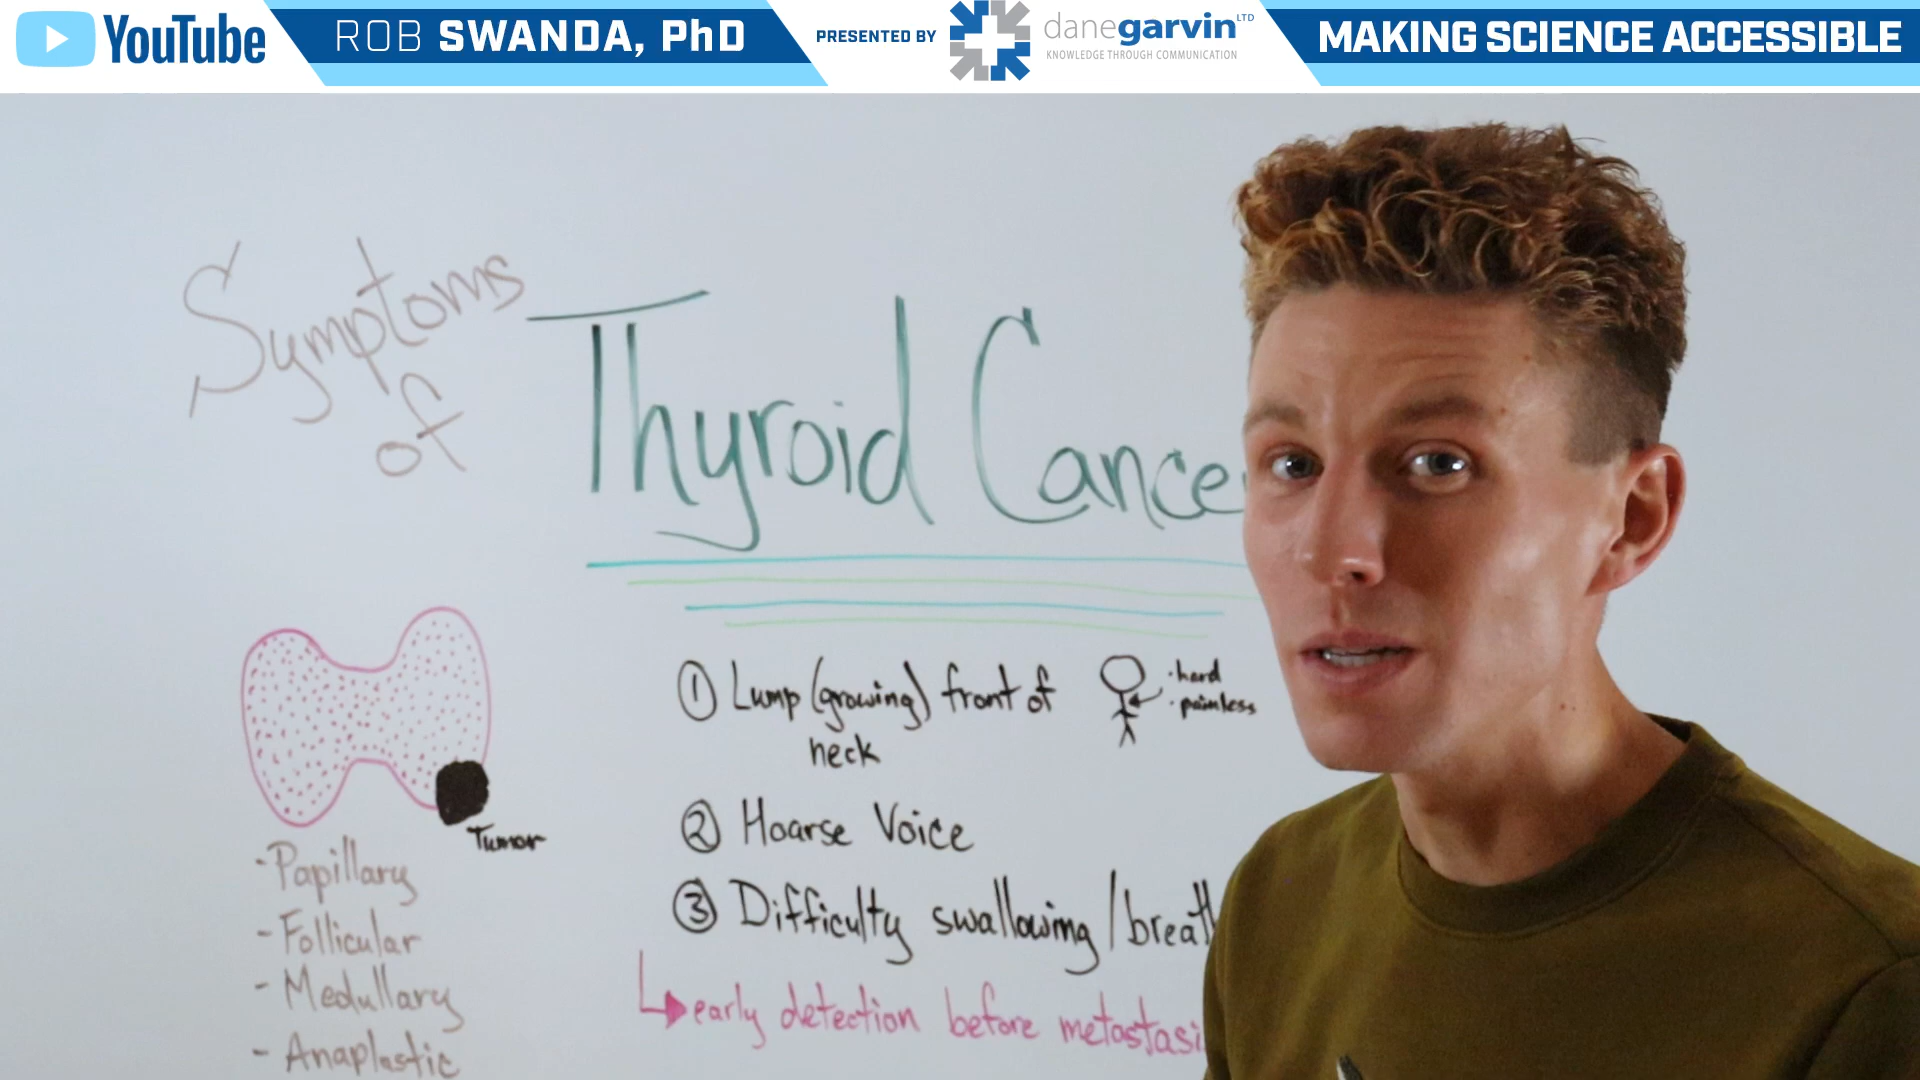 YouTube
ROB SWANDA, PhD
PRESENTED BY
danegarvin LTD
KNOWLEDGE THROUGH COMMUNICATION
MAKING SCIENCE ACCESSIBLE
Symptoms
of
Thyroid Cance
① Lump (growing) front of
neck
· hard
· painless
② Hoarse Voice
③ Difficulty swallowing/breath
early detection before metastasi
Tumor
· Papillary
- Follicular
- Medullary
- Anaplastic